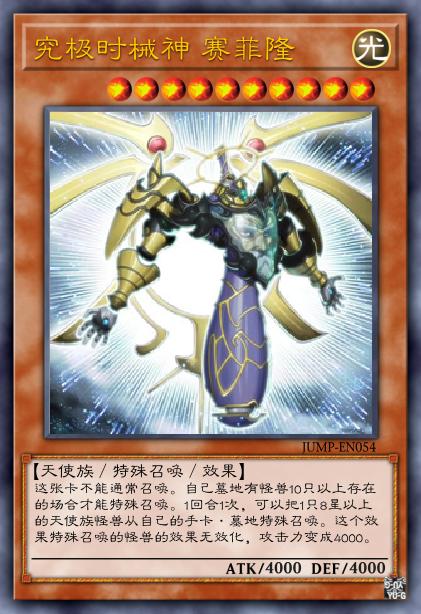 究极时械神 赛菲隆
光
JUMP-EN054
【天使族／特殊召唤／效果】
这张卡不能通常召唤。自己墓地有怪兽10只以上存在
的场合才能特殊召唤。1回合1次，可以把1只8星以上
的天使族怪兽从自己的手卡·墓地特殊召唤。这个效
果特殊召唤的怪兽的效果无效化，攻击力变成4000。
ATK/4000 DEF/4000